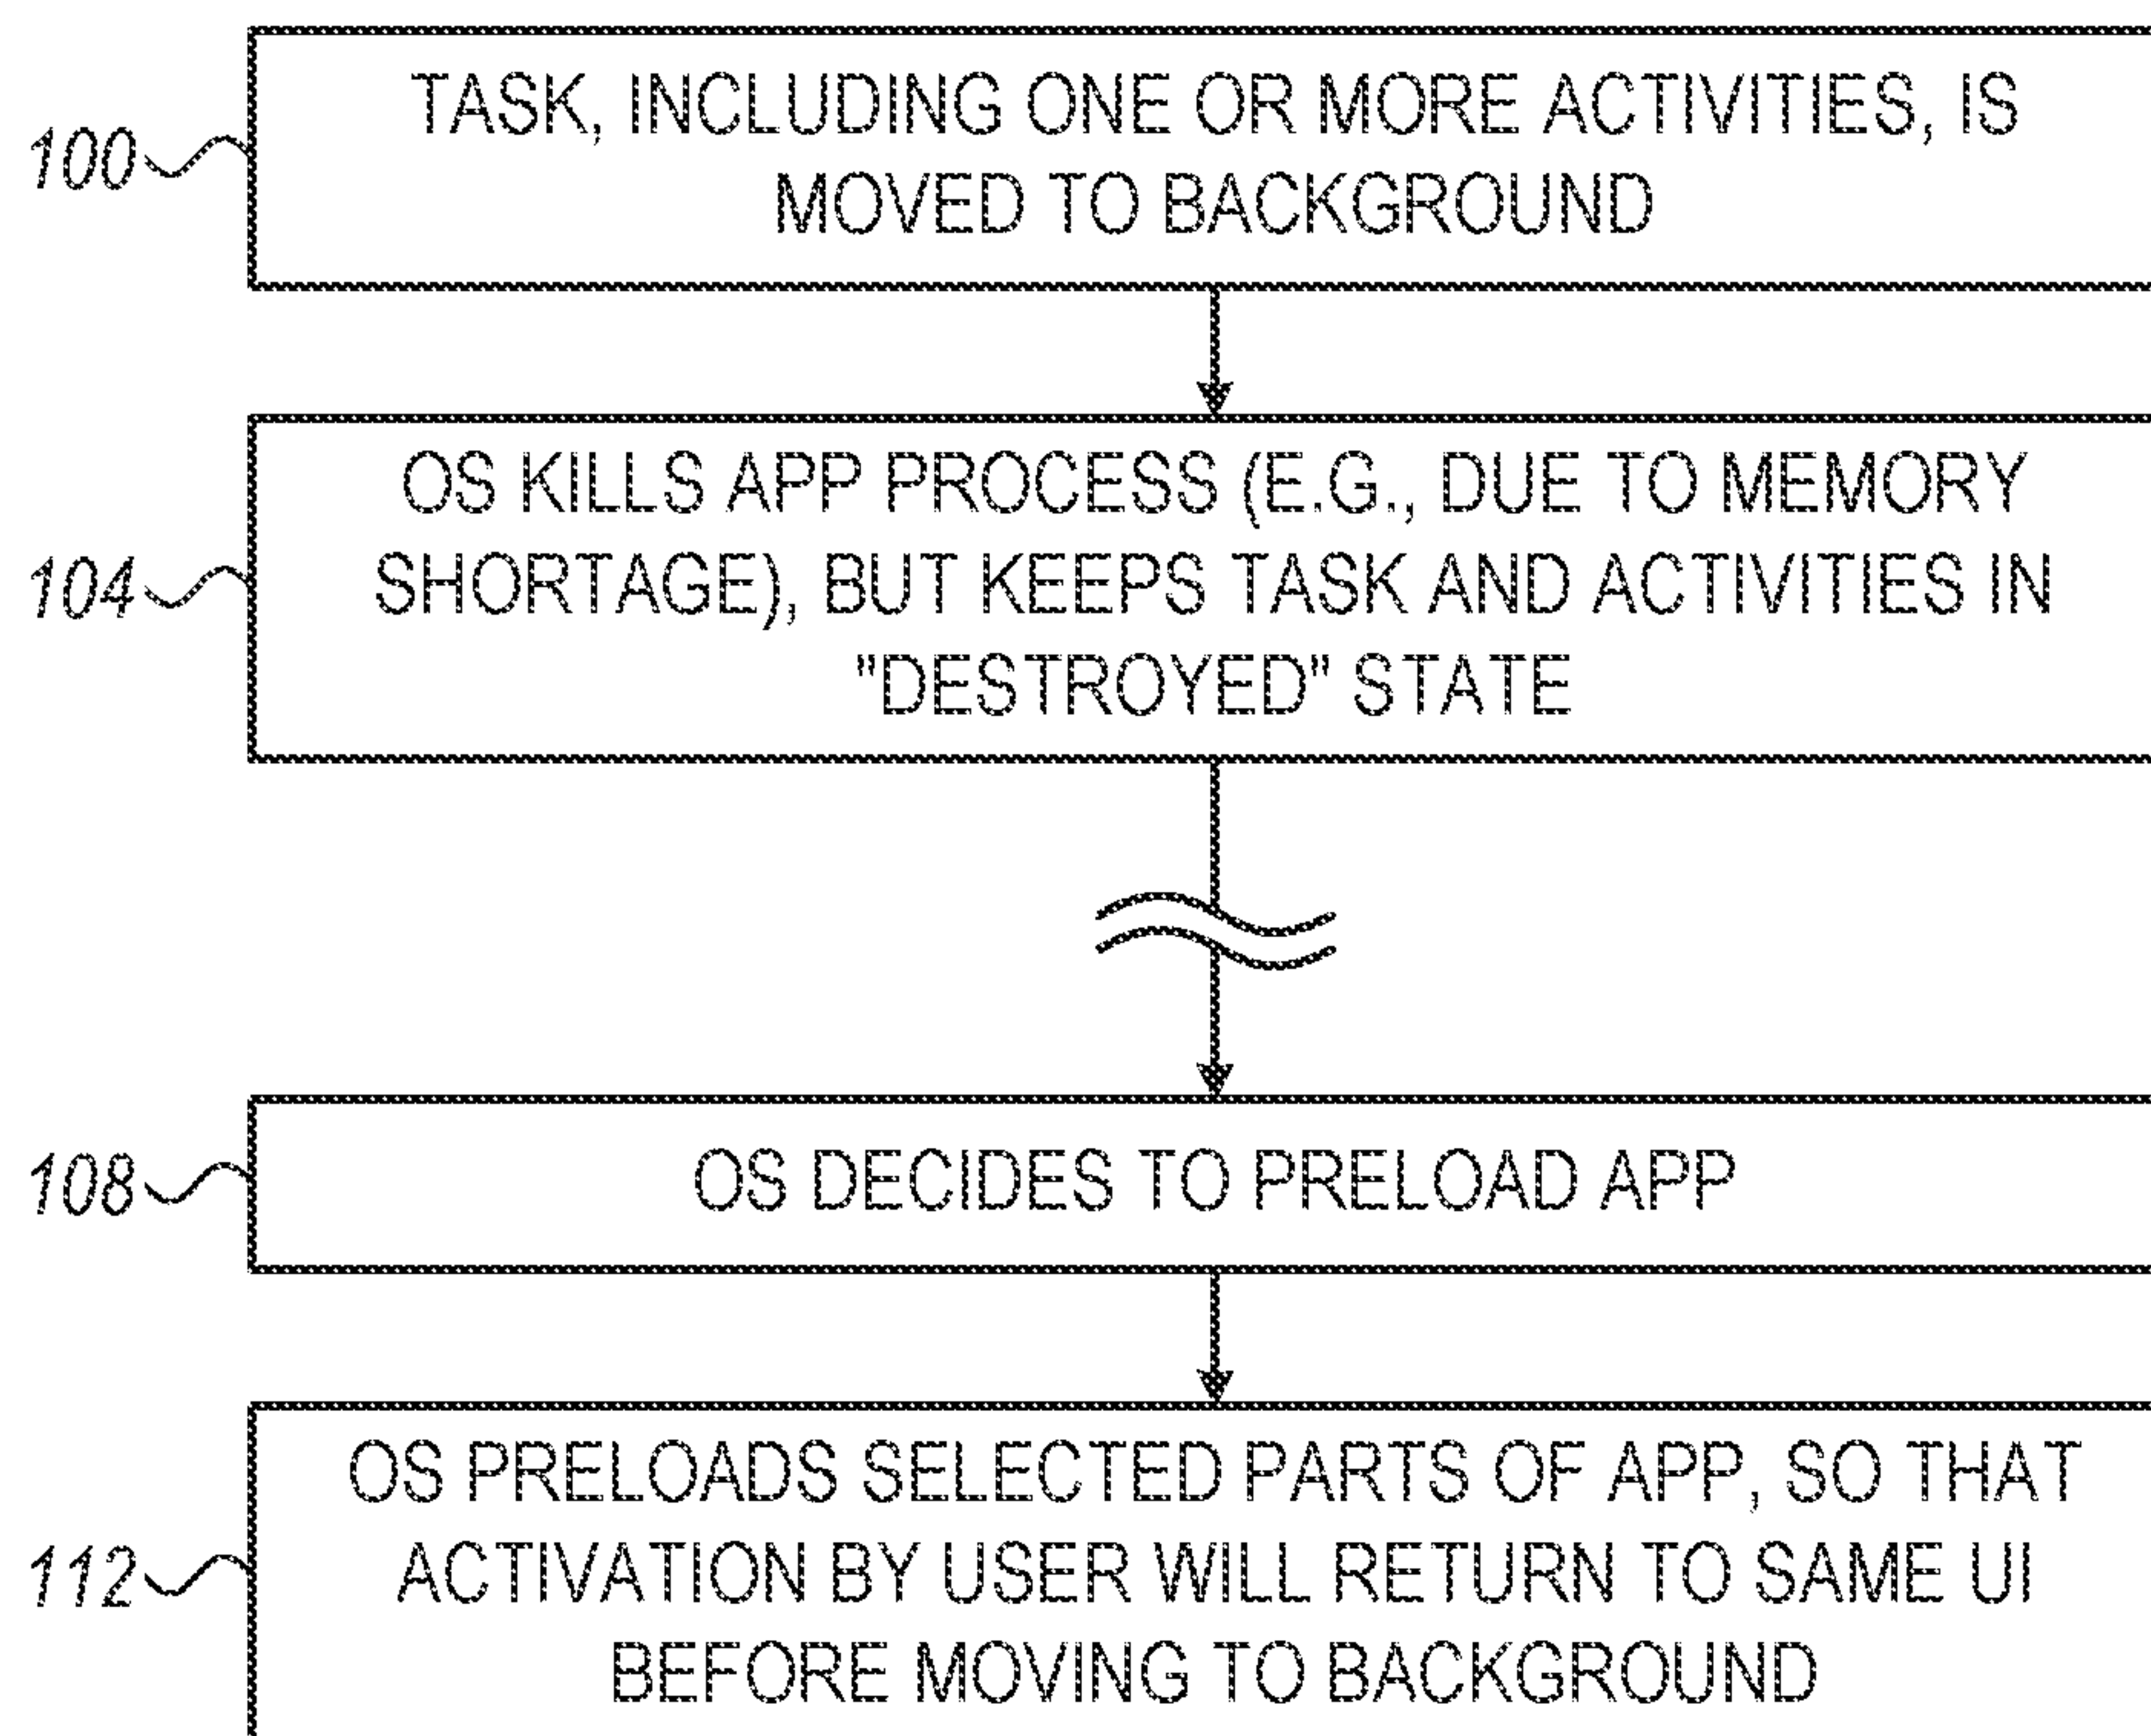 TASK, INCLUDING ONE OR MORE ACTIVITIES, IS
MOVED TO BACKGROUND
100
OS KILLS APP PROCESS (E.G., DUE TO MEMORY
SHORTAGE), BUT KEEPS TASK AND ACTIVITIES IN
"DESTROYED" STATE
104
OS DECIDES TO PRELOAD APP
108
OS PRELOADS SELECTED PARTS OF APP, SO THAT
ACTIVATION BY USER WILL RETURN TO SAME UI
BEFORE MOVING TO BACKGROUND
112